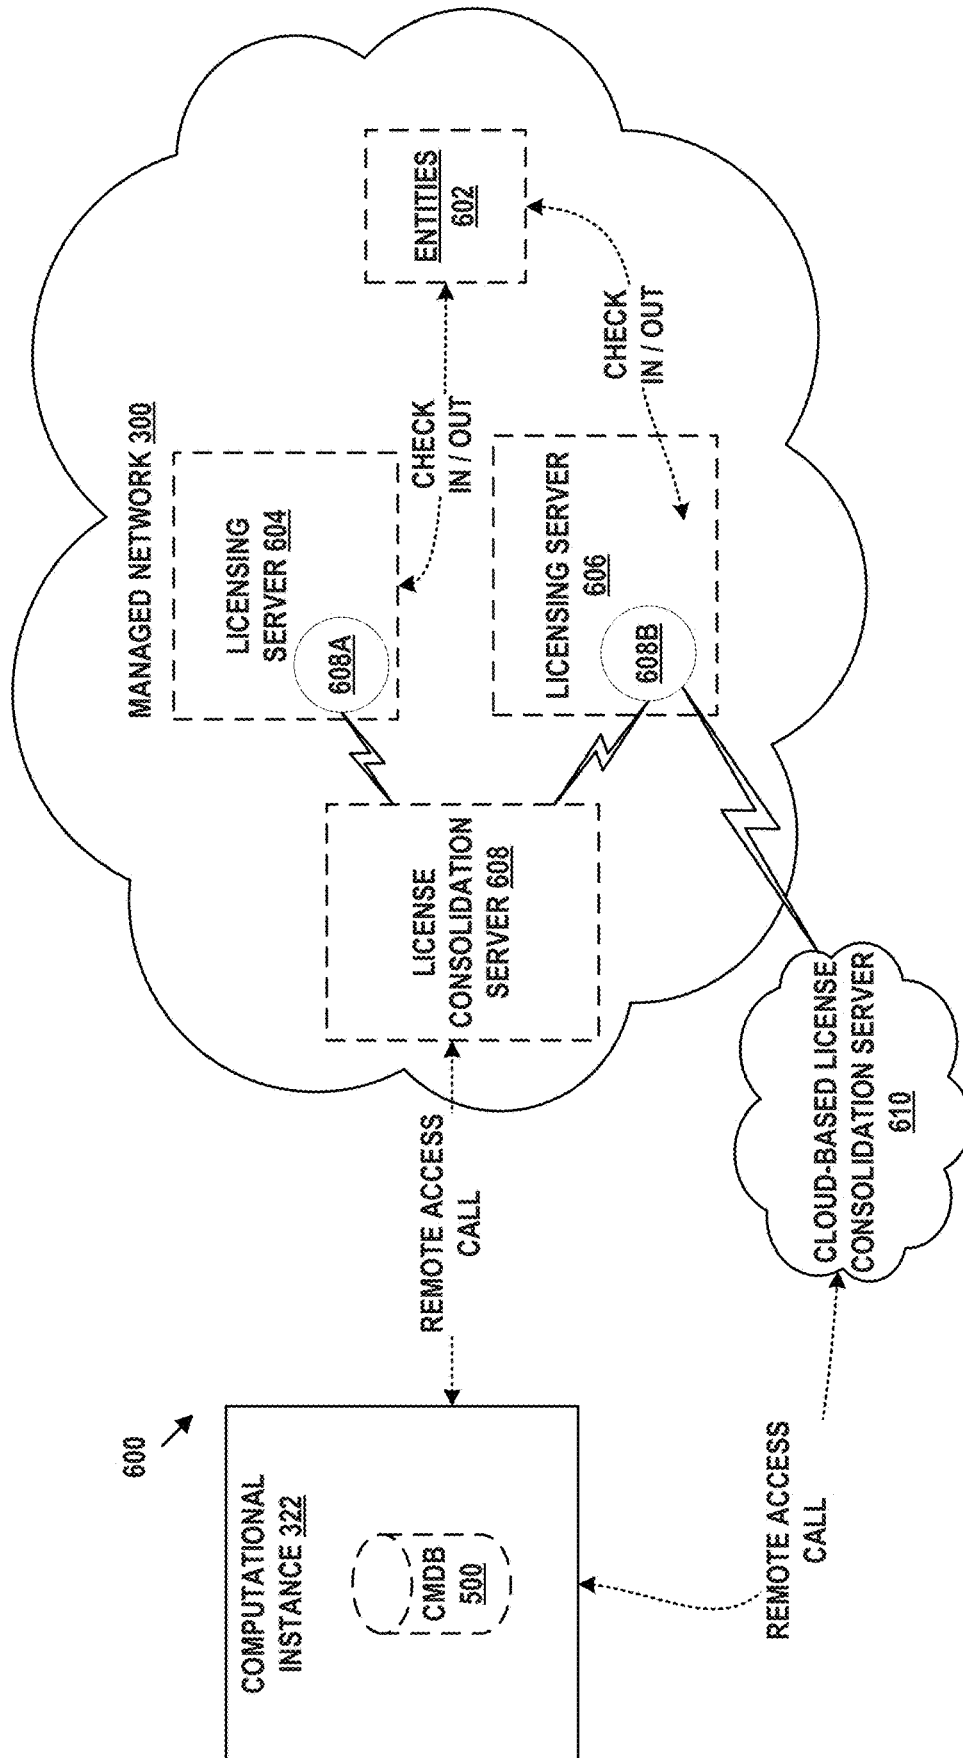 600
COMPUTATIONAL
INSTANCE 322
CMDB
500
REMOTE ACCESS
CALL
REMOTE ACCESS
CALL
MANAGED NETWORK 300
LICENSE
CONSOLIDATION
SERVER 608
LICENSING
SERVER 604
608A
LICENSING SERVER
606
608B
CHECK
IN / OUT
CHECK
IN / OUT
ENTITIES
602
CLOUD-BASED LICENSE
CONSOLIDATION SERVER
610